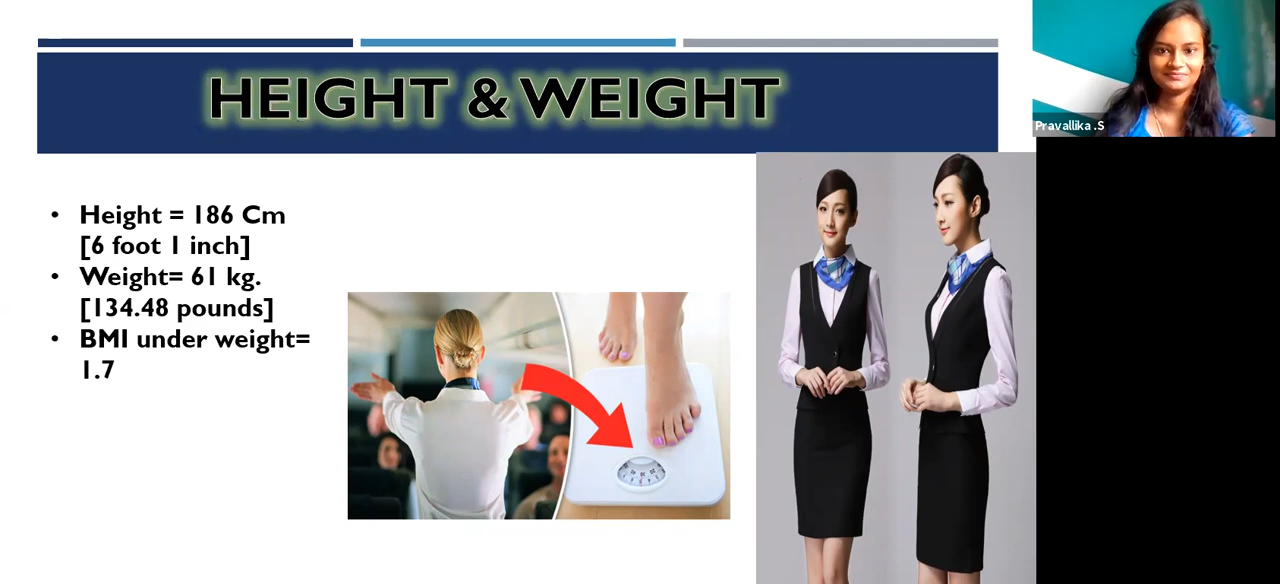 HEIGHT & WEIGHT
Pravallika .S
• Height = 186 Cm
[6 foot 1 inch]
• Weight= 61 kg.
[134.48 pounds]
• BMI under weight=
1.7